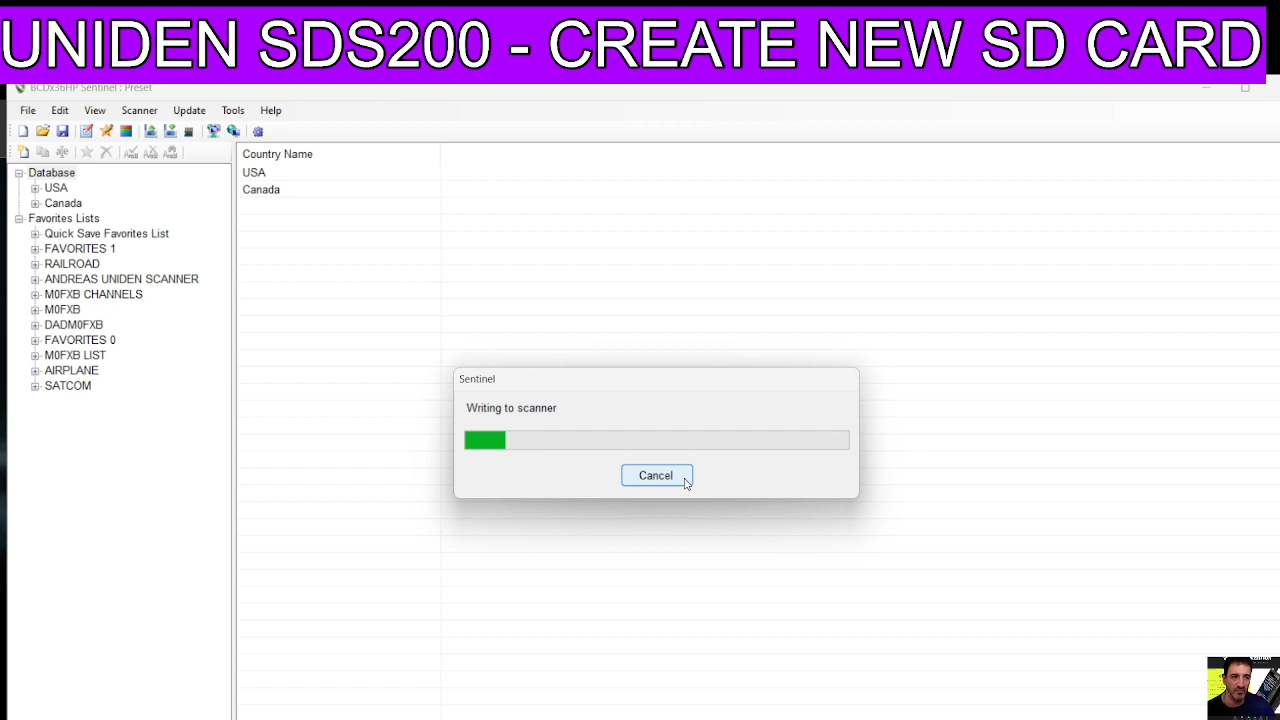 UNIDEN SDS200 - CREATE NEW SD CARD
BCDx36HP Sentinel : Preset
File Edit View Scanner Update Tools Help
Country Name
Database
USA
Canada
Favorites Lists
Quick Save Favorites List
FAVORITES 1
RAILROAD
ANDREAS UNIDEN SCANNER
M0FXB CHANNELS
M0FXB
DADM0FXB
FAVORITES 0
M0FXB LIST
AIRPLANE
SATCOM
USA
Canada
Sentinel
Writing to scanner
Cancel